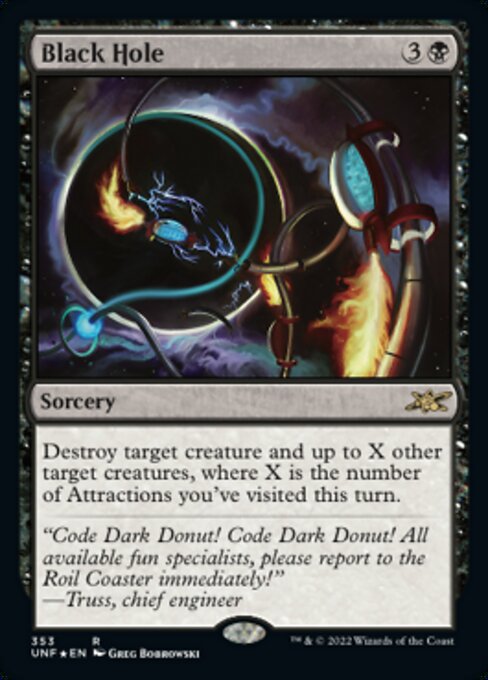 Black Hole 3
Sorcery
Destroy target creature and up to X other
target creatures, where X is the number
of Attractions you've visited this turn.
“Code Dark Donut! Code Dark Donut! All
available fun specialists, please report to the
Roil Coaster immediately!”
—Truss, chief engineer
353 R
UNF★EN Greg Bobrowski
™ & © 2022 Wizards of the Coast